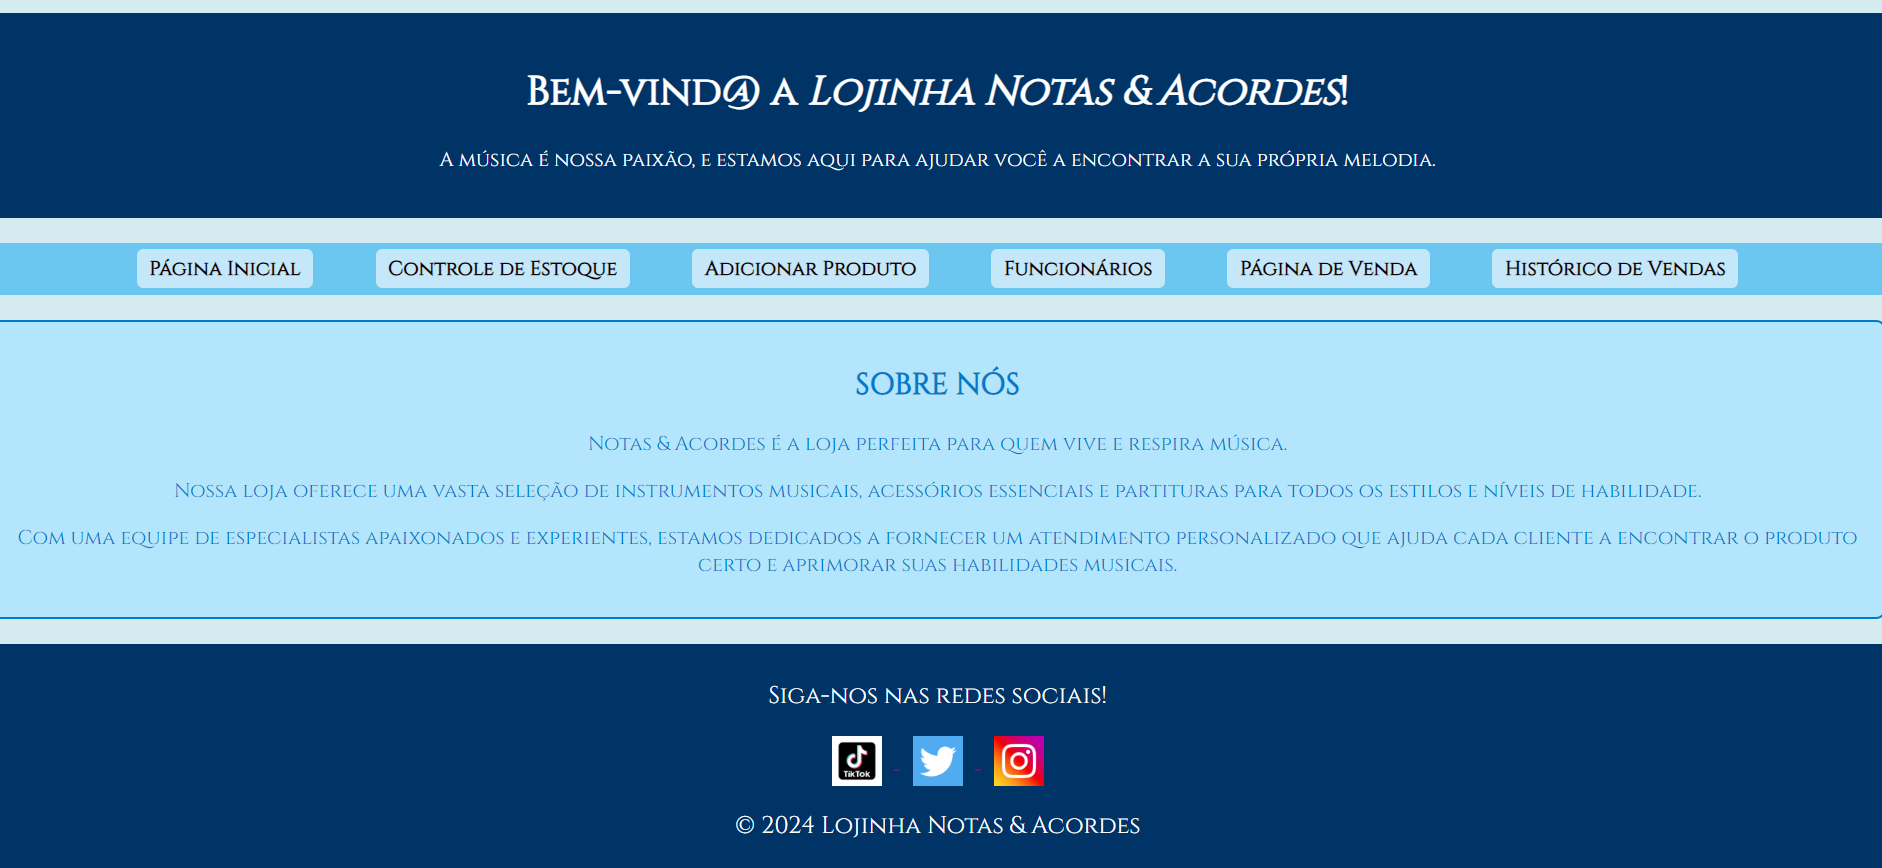 Bem-vind@ a Lojinha Notas & Acordes!
A música é nossa paixão, e estamos aqui para ajudar você a encontrar a sua própria melodia.
Página Inicial
Controle de Estoque
Adicionar Produto
Funcionários
Página de Venda
Histórico de Vendas
SOBRE NÓS
Notas & Acordes é a loja perfeita para quem vive e respira música.
Nossa loja oferece uma vasta seleção de instrumentos musicais, acessórios essenciais e partituras para todos os estilos e níveis de habilidade.
Com uma equipe de especialistas apaixonados e experientes, estamos dedicados a fornecer um atendimento personalizado que ajuda cada cliente a encontrar o produto
certo e aprimorar suas habilidades musicais.
Siga-nos nas redes sociais!
TikTok
© 2024 Lojinha Notas & Acordes